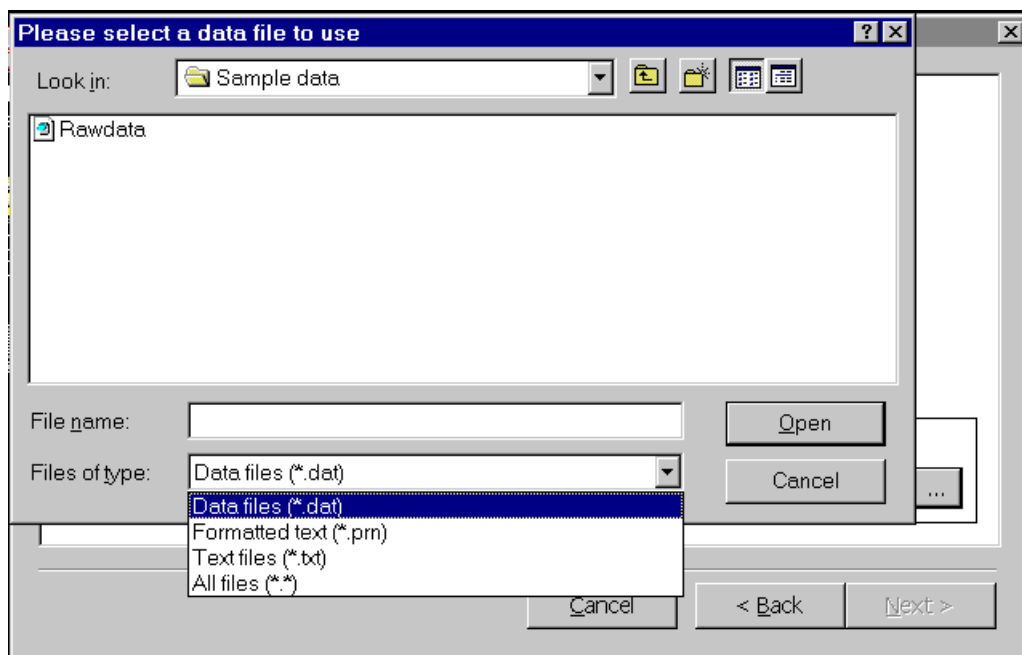 Please select a data file to use
Look in: Sample data
Rawdata
File name:
Open
Files of type: Data files (*.dat)
Cancel
...
Data files (*.dat)
Formatted text (*.prn)
Text files (*.txt)
All files (*.*)
Cancel
< Back
Next >